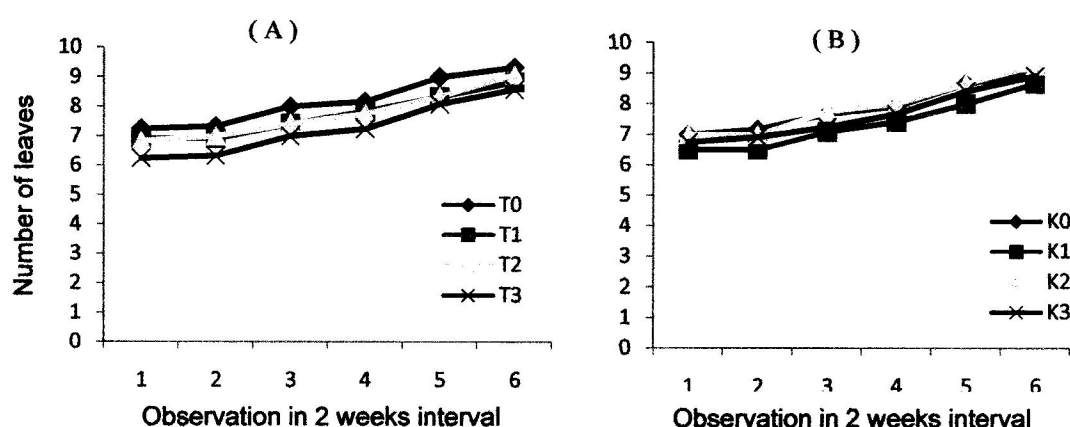 ( A )
Number of leaves
10
9
8
7
6
5
4
3
2
1
0
T0
T1
T2
T3
1 2 3 4 5 6
Observation in 2 weeks interval
( B )
10
9
8
7
6
5
4
3
2
1
0
K0
K1
K2
K3
1 2 3 4 5 6
Observation in 2 weeks interval